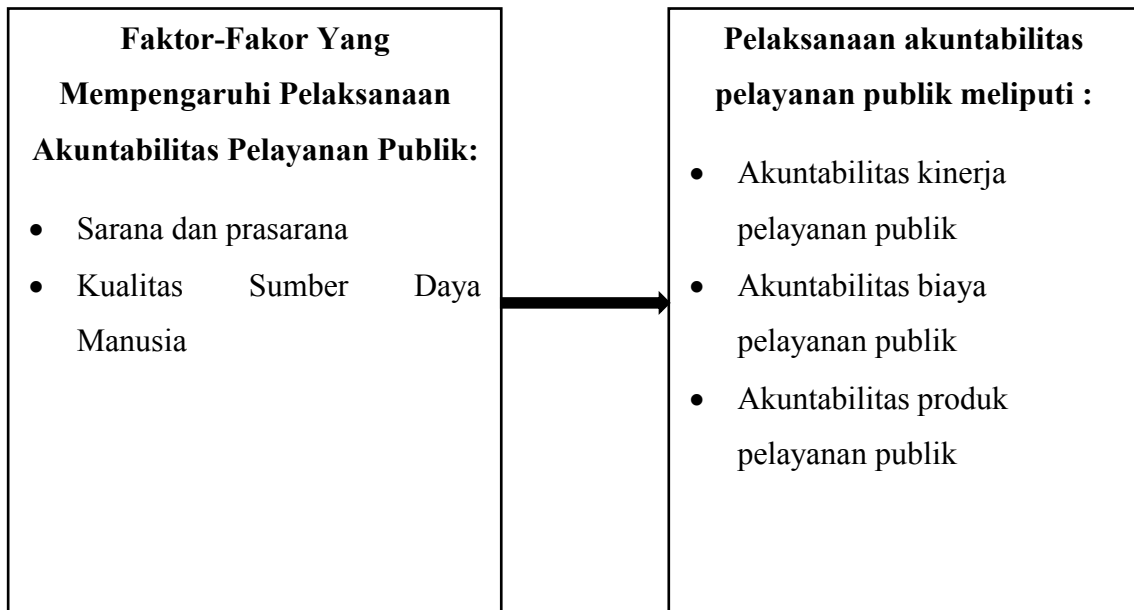 Faktor-Fakor Yang
Mempengaruhi Pelaksanaan
Akuntabilitas Pelayanan Publik:
• Sarana dan prasarana
• Kualitas Sumber Daya
Manusia
Pelaksanaan akuntabilitas
pelayanan publik meliputi :
• Akuntabilitas kinerja
pelayanan publik
• Akuntabilitas biaya
pelayanan publik
• Akuntabilitas produk
pelayanan publik